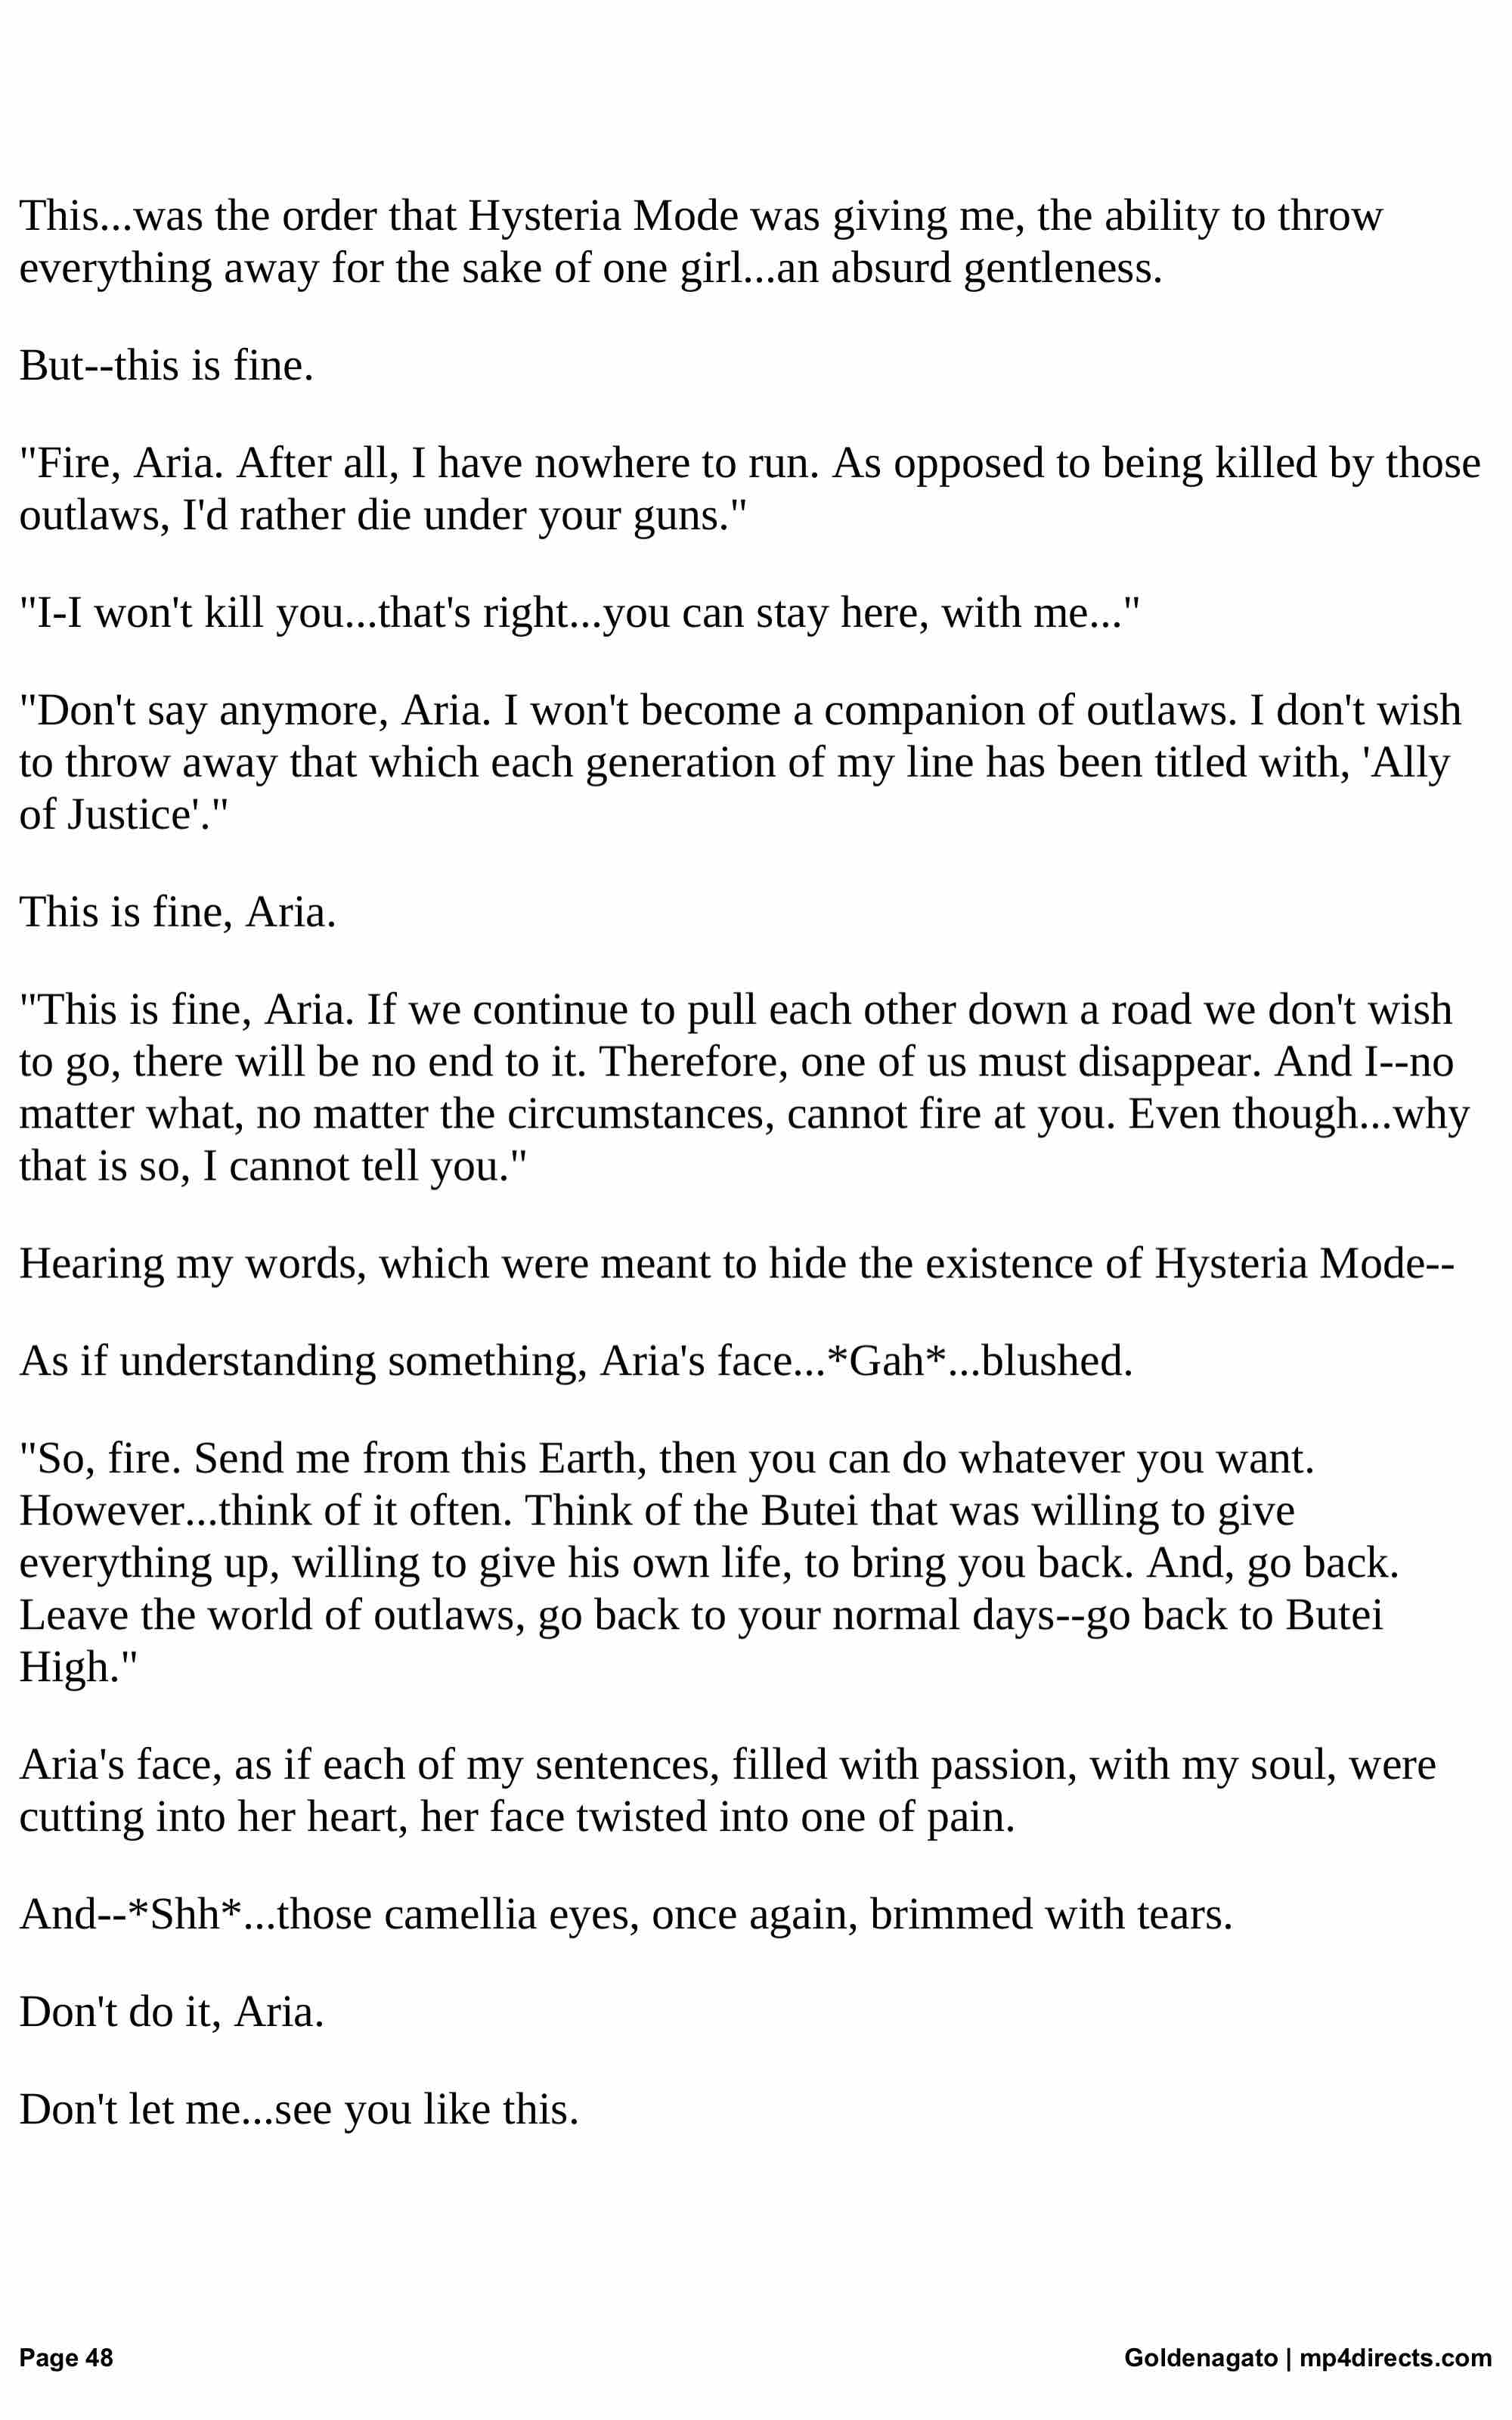 This...was the order that Hysteria Mode was giving me, the ability to throw
everything away for the sake of one girl...an absurd gentleness.
But--this is fine.
"Fire, Aria. After all, I have nowhere to run. As opposed to being killed by those
outlaws, I'd rather die under your guns."
"I-I won't kill you...that's right...you can stay here, with me..."
"Don't say anymore, Aria. I won't become a companion of outlaws. I don't wish
to throw away that which each generation of my line has been titled with, 'Ally
of Justice'."
This is fine, Aria.
"This is fine, Aria. If we continue to pull each other down a road we don't wish
to go, there will be no end to it. Therefore, one of us must disappear. And I--no
matter what, no matter the circumstances, cannot fire at you. Even though...why
that is so, I cannot tell you."
Hearing my words, which were meant to hide the existence of Hysteria Mode--
As if understanding something, Aria's face...*Gah*...blushed.
"So, fire. Send me from this Earth, then you can do whatever you want.
However...think of it often. Think of the Butei that was willing to give
everything up, willing to give his own life, to bring you back. And, go back.
Leave the world of outlaws, go back to your normal days--go back to Butei
High."
Aria's face, as if each of my sentences, filled with passion, with my soul, were
cutting into her heart, her face twisted into one of pain.
And--*Shh*...those camellia eyes, once again, brimmed with tears.
Don't do it, Aria.
Don't let me...see you like this.
Page 48
Goldenagato | mp4directs.com